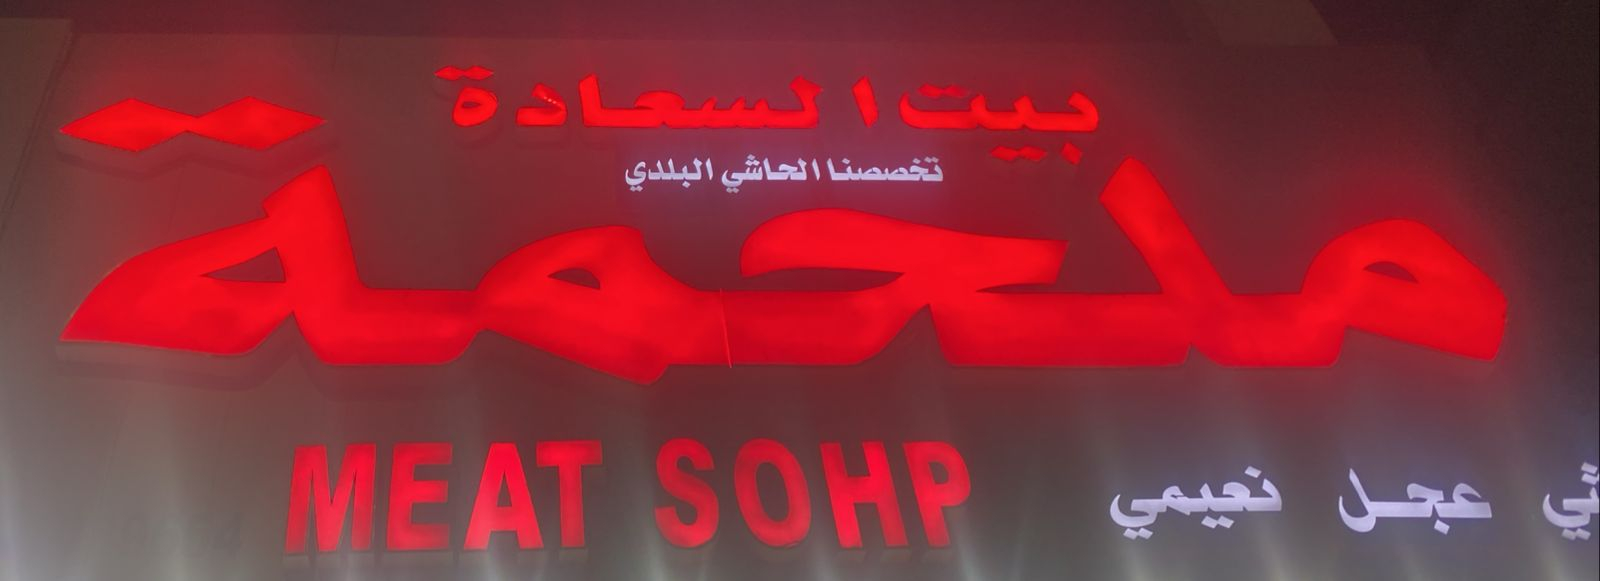 بيت السعادة
تخصصنا الحاشي البلدي
ملحمة
MEAT SOHP
عجل نعيمي